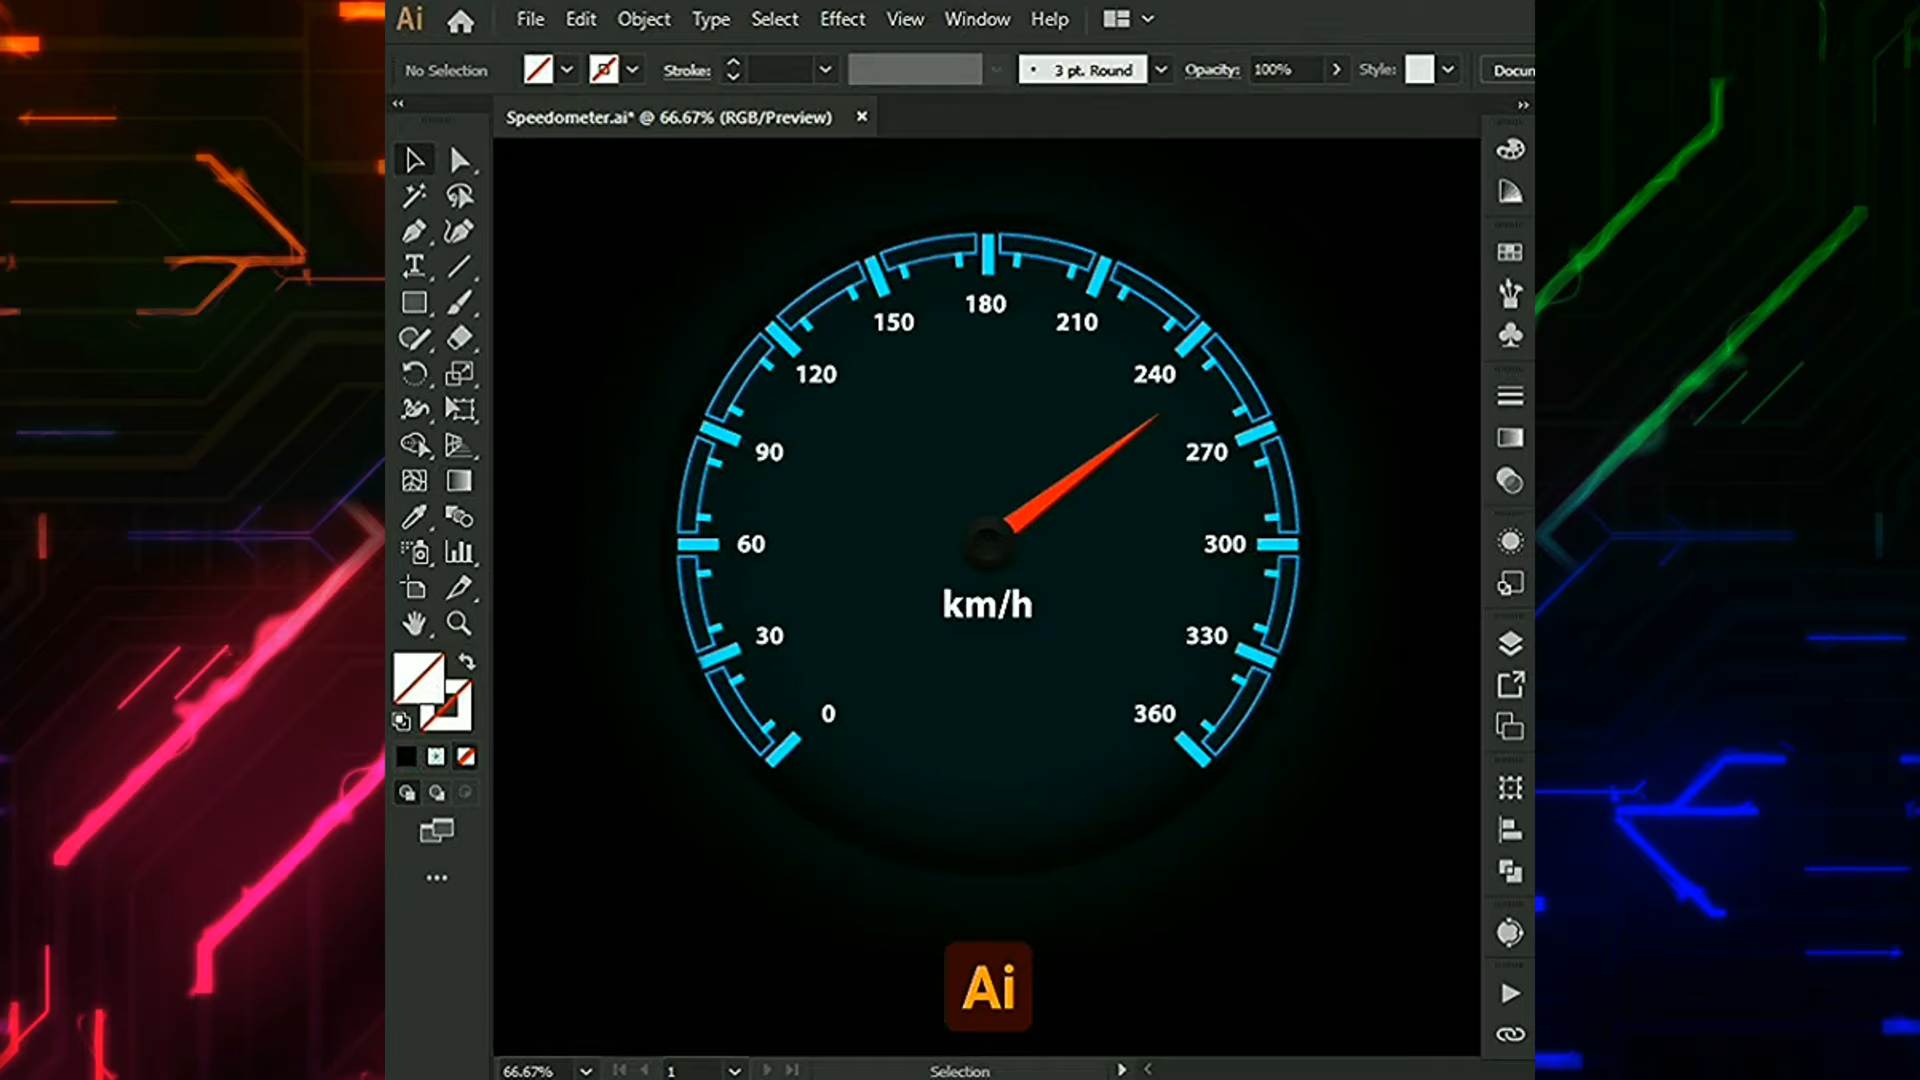 Ai File Edit Object Type Select Effect View Window Help
No Selection Stroke: 3 pt. Round Opacity: 100% Style: Docun
Speedometer.ai* @ 66.67% (RGB/Preview)
180
150 210
120 240
90 270
60 300
km/h
30 330
0 360
Ai
66.67% 1 Selection